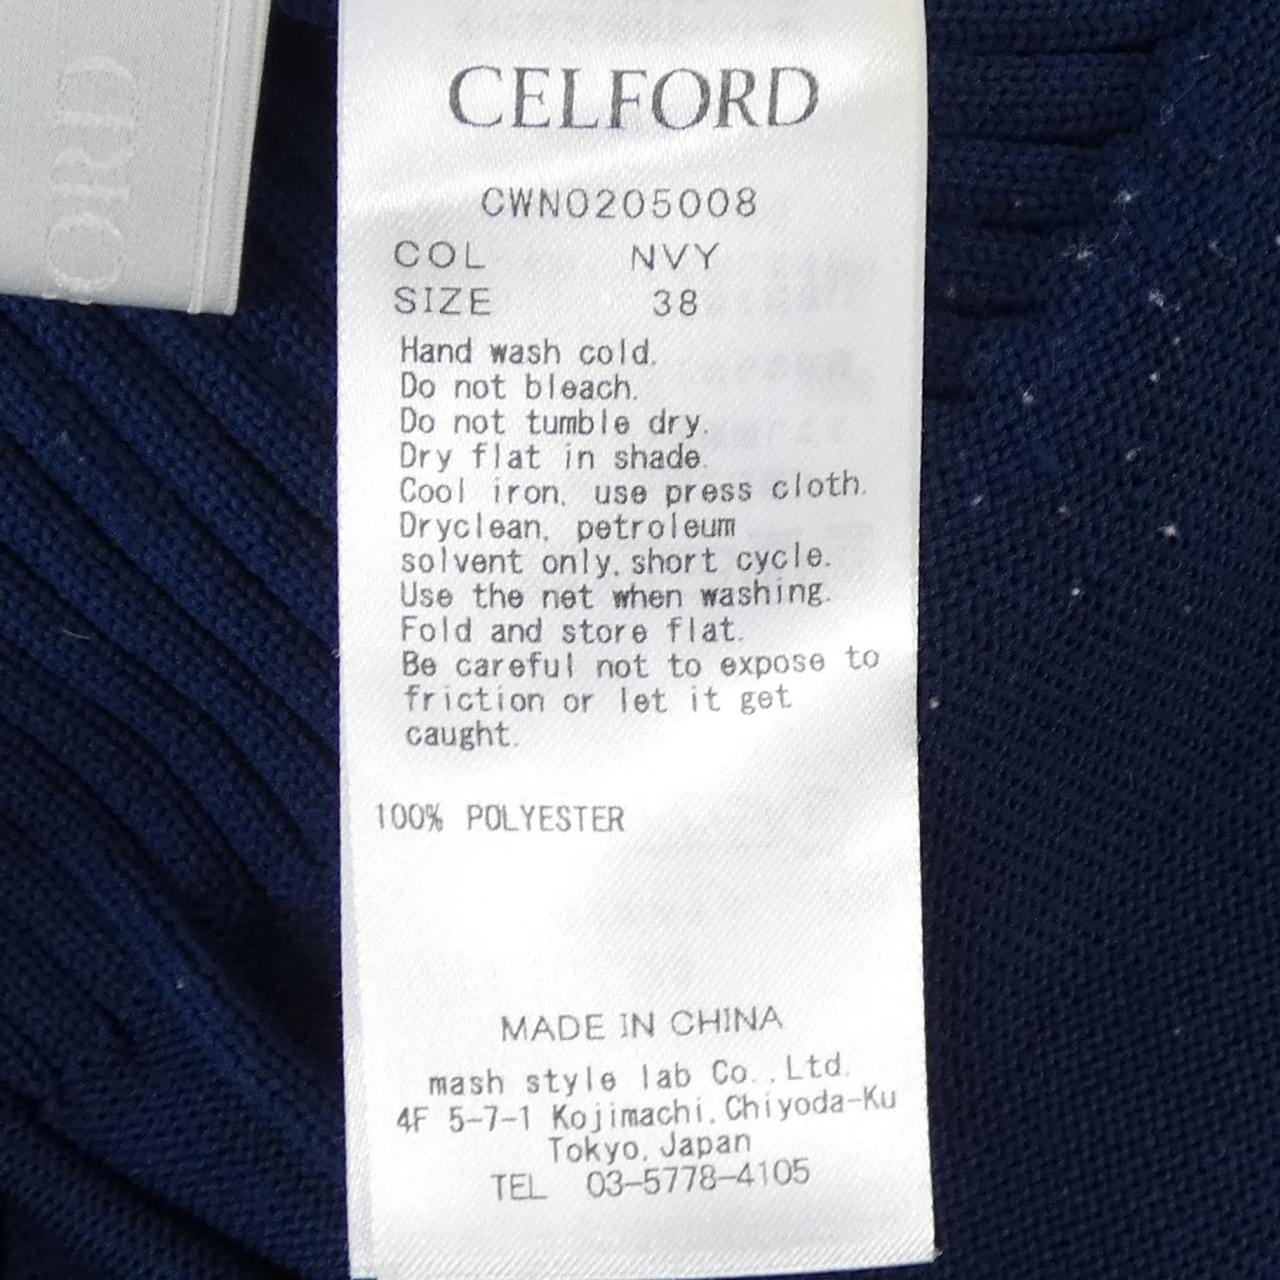 CELFORD
CWNO205008
COL NVY
SIZE 38
Hand wash cold.
Do not bleach.
Do not tumble dry.
Dry flat in shade.
Cool iron, use press cloth.
Dryclean, petroleum
solvent only, short cycle.
Use the net when washing.
Fold and store flat.
Be careful not to expose to
friction or let it get
caught.
100% POLYESTER
MADE IN CHINA
mash style lab Co.,Ltd.
4F 5-7-1 Kojimachi, Chiyoda-Ku
Tokyo, Japan
TEL 03-5778-4105